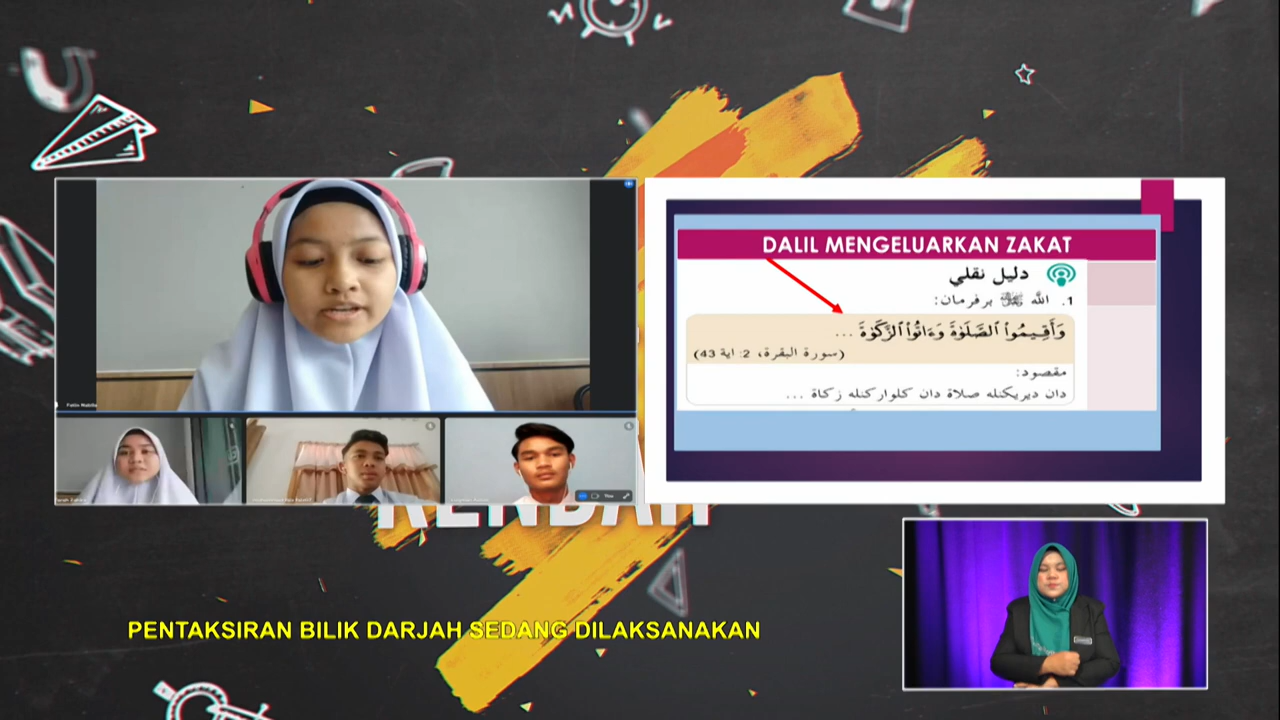 DALIL MENGELUARKAN ZAKAT
دليل نقلي
1. الله ﷻ برفرمان:
وَأَقِيمُوا۟ ٱلصَّلَوٰةَ وَءَاتُوا۟ ٱلزَّكَوٰةَ ...
(سورة البقرة، 2: اية 43)
مقصود:
دان ديريكنله صلاة دان كلواركنله زكاة ...
PENTAKSIRAN BILIK DARJAH SEDANG DILAKSANAKAN